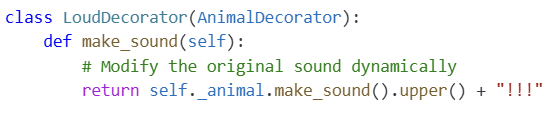 class LoudDecorator(AnimalDecorator):
    def make_sound(self):
        # Modify the original sound dynamically
        return self._animal.make_sound().upper() + "!!!"